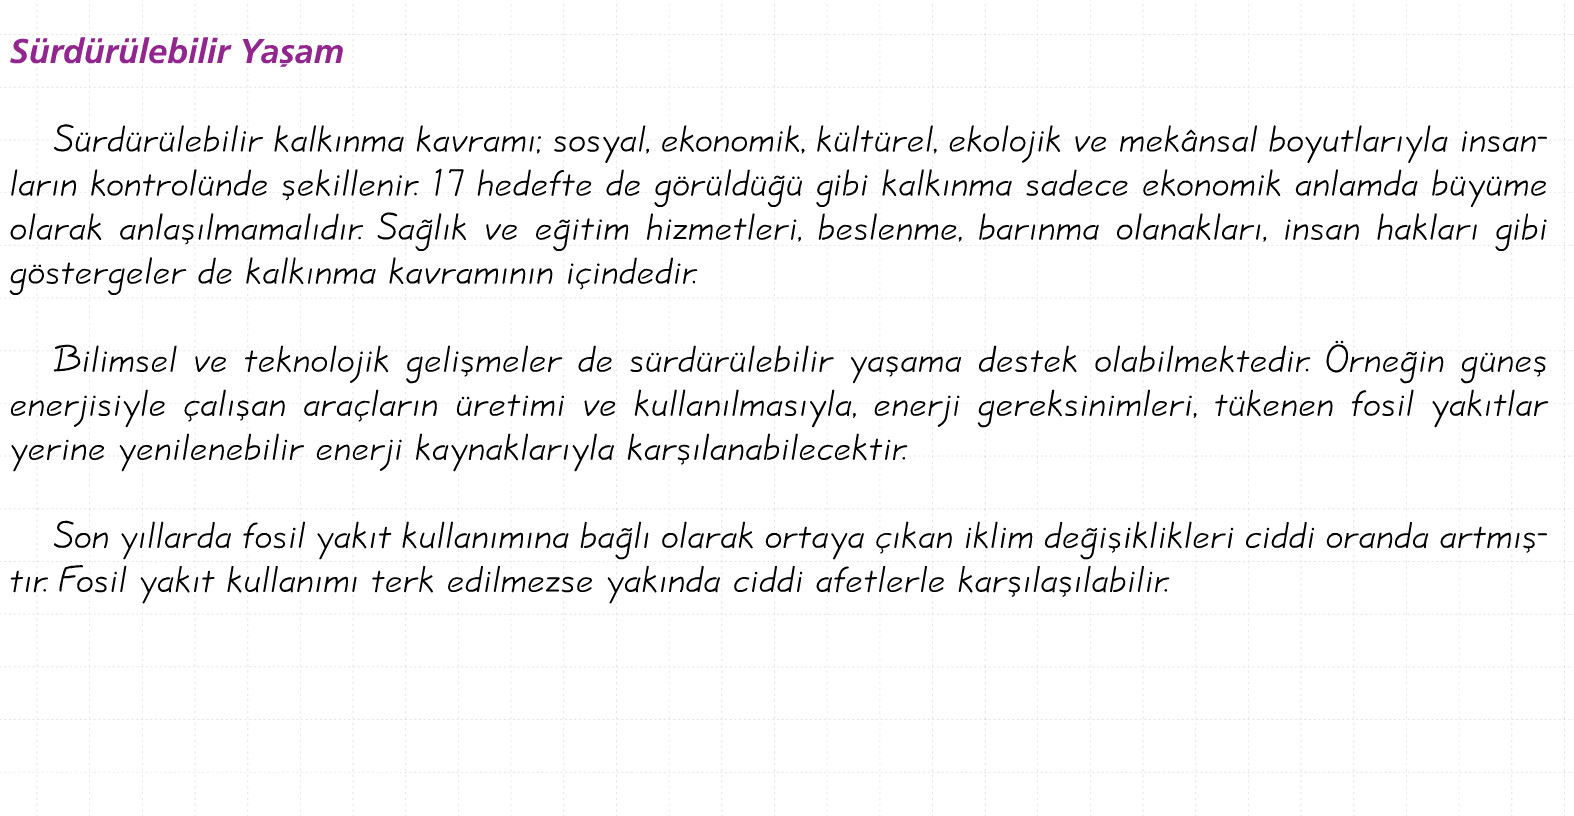 Sürdürülebilir Yaşam
Sürdürülebilir kalkınma kavramı; sosyal, ekonomik, kültürel, ekolojik ve mekânsal boyutlarıyla insan-
ların kontrolünde şekillenir. 17 hedefte de görüldüğü gibi kalkınma sadece ekonomik anlamda büyüme
olarak anlaşılmamalıdır. Sağlık ve eğitim hizmetleri, beslenme, barınma olanakları, insan hakları gibi
göstergeler de kalkınma kavramının içindedir.
Bilimsel ve teknolojik gelişmeler de sürdürülebilir yaşama destek olabilmektedir. Örneğin güneş
enerjisiyle çalışan araçların üretimi ve kullanılmasıyla, enerji gereksinimleri, tükenen fosil yakıtlar
yerine yenilenebilir enerji kaynaklarıyla karşılanabilecektir.
Son yıllarda fosil yakıt kullanımına bağlı olarak ortaya çıkan iklim değişiklikleri ciddi oranda artmış-
tır. Fosil yakıt kullanımı terk edilmezse yakında ciddi afetlerle karşılaşılabilir.